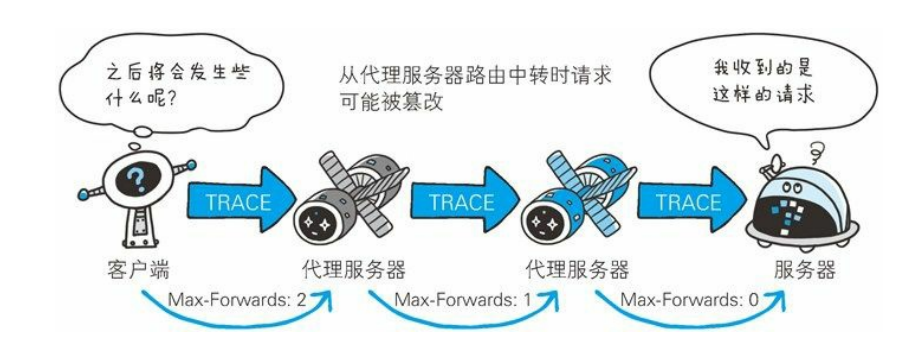 之后将会发生些
什么呢?
从代理服务器路由中转时请求
可能被篡改
我收到的是
这样的请求
?
TRACE
TRACE
TRACE
客户端
代理服务器
代理服务器
服务器
Max-Forwards: 2
Max-Forwards: 1
Max-Forwards: 0